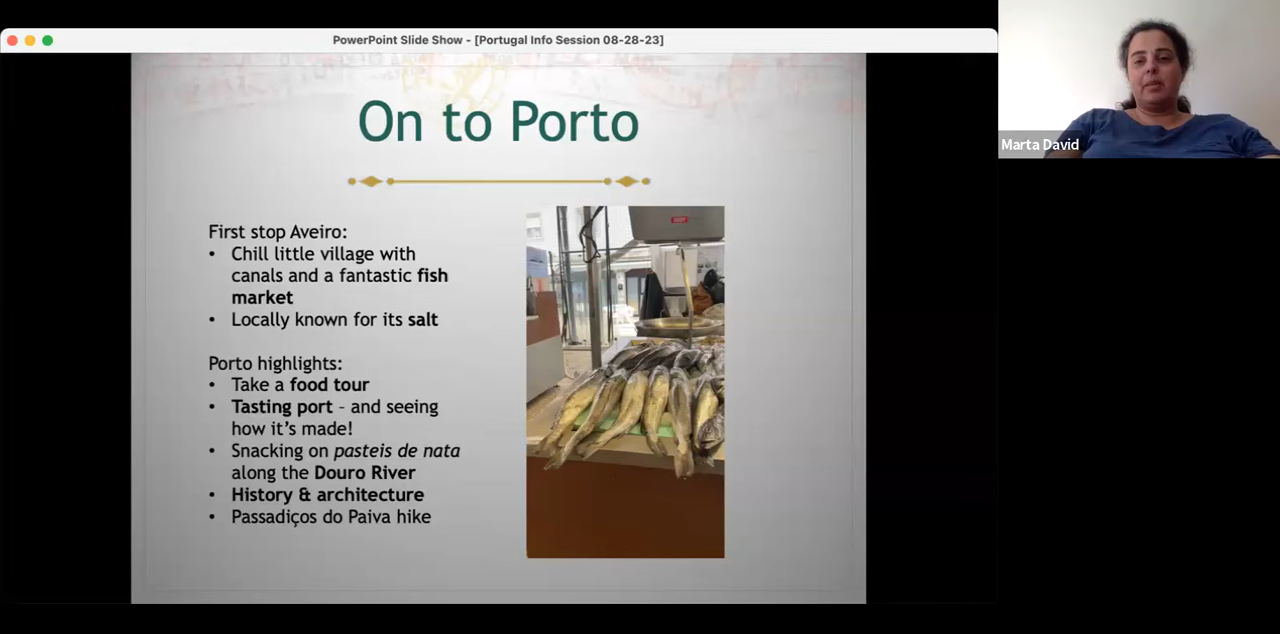 PowerPoint Slide Show - [Portugal Info Session 08-28-23]
On to Porto
First stop Aveiro:
• Chill little village with
canals and a fantastic fish
market
• Locally known for its salt
Porto highlights:
• Take a food tour
• Tasting port – and seeing
how it's made!
• Snacking on pasteis de nata
along the Douro River
• History & architecture
• Passadiços do Paiva hike
Marta David